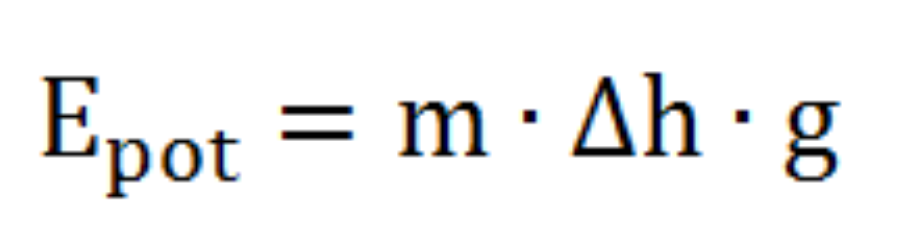 E_pot = m · Δh · g